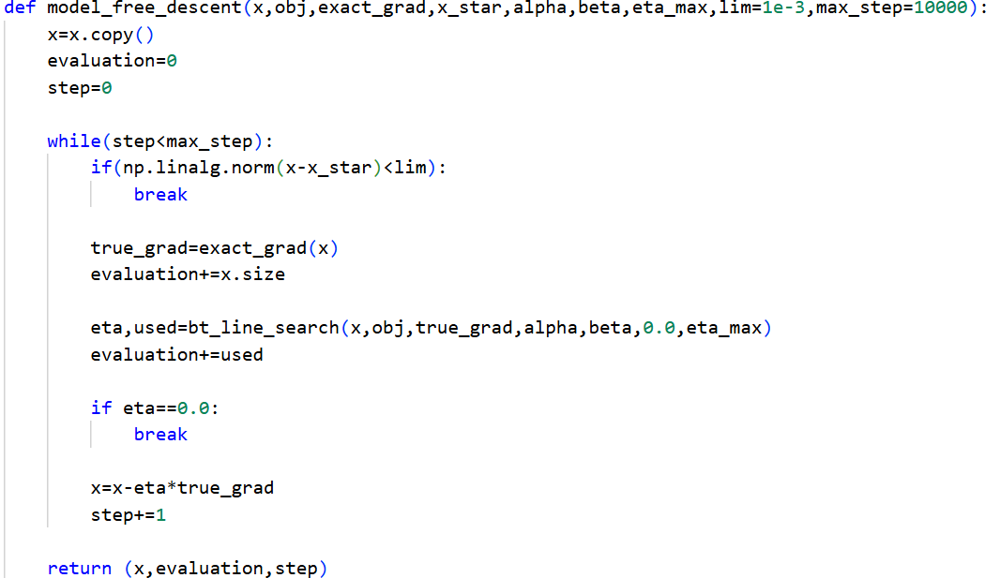 def model_free_descent(x,obj,exact_grad,x_star,alpha,beta,eta_max,lim=1e-3,max_step=10000):
    x=x.copy()
    evaluation=0
    step=0

    while(step<max_step):
        if(np.linalg.norm(x-x_star)<lim):
            break

        true_grad=exact_grad(x)
        evaluation+=x.size

        eta,used=bt_line_search(x,obj,true_grad,alpha,beta,0.0,eta_max)
        evaluation+=used

        if eta==0.0:
            break

        x=x-eta*true_grad
        step+=1

    return (x,evaluation,step)